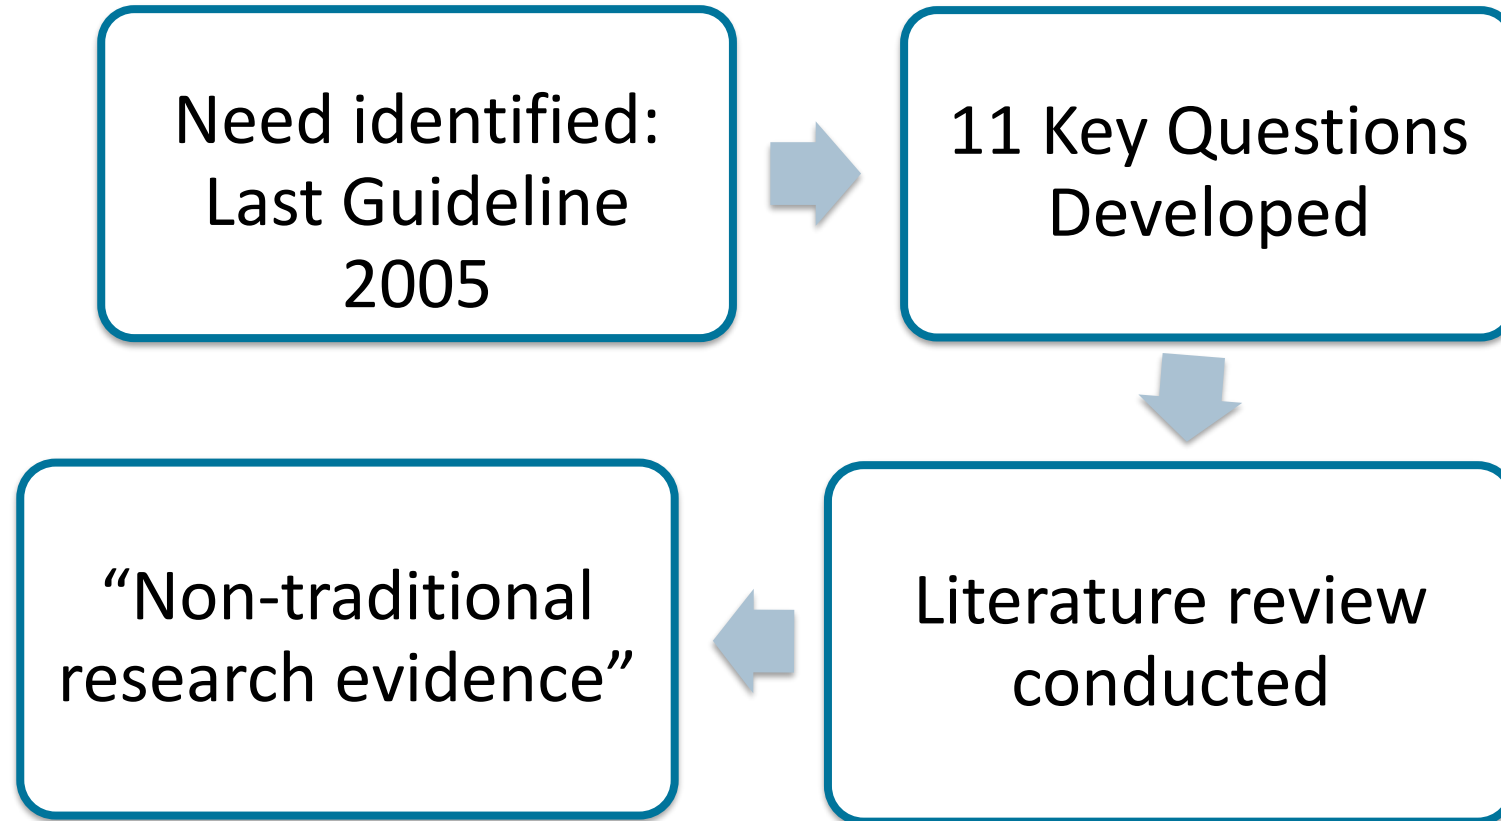 Need identified:
Last Guideline
2005
11 Key Questions
Developed
Literature review
conducted
“Non-traditional
research evidence”